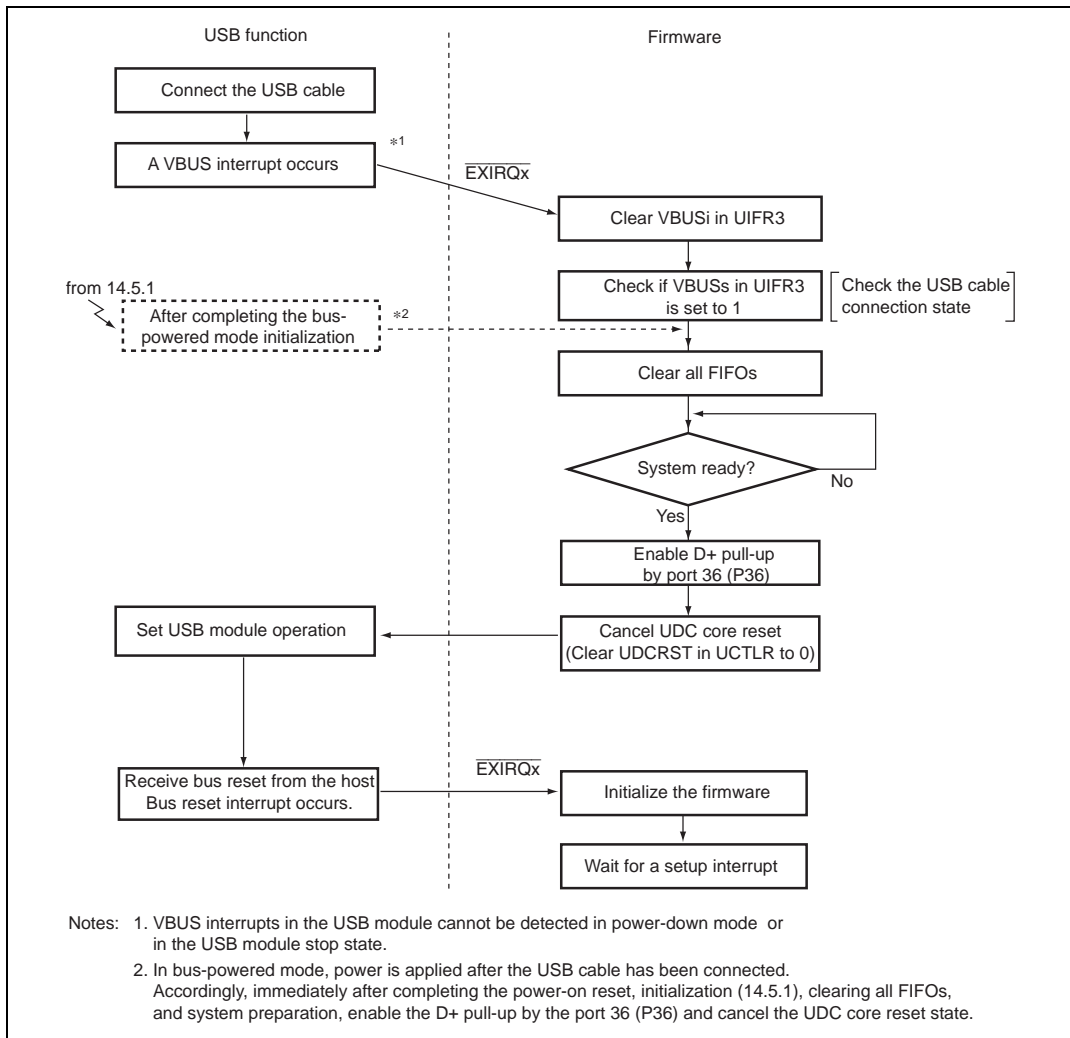 USB function
Firmware
Connect the USB cable
A VBUS interrupt occurs
*1
EXIRQx
Clear VBUSi in UIFR3
Check if VBUSs in UIFR3
is set to 1
Check the USB cable
connection state
from 14.5.1
After completing the bus-
powered mode initialization
*2
Clear all FIFOs
System ready?
No
Yes
Enable D+ pull-up
by port 36 (P36)
Set USB module operation
Cancel UDC core reset
(Clear UDCRST in UCTLR to 0)
Receive bus reset from the host
Bus reset interrupt occurs.
EXIRQx
Initialize the firmware
Wait for a setup interrupt
Notes: 1. VBUS interrupts in the USB module cannot be detected in power-down mode or
in the USB module stop state.
2. In bus-powered mode, power is applied after the USB cable has been connected.
Accordingly, immediately after completing the power-on reset, initialization (14.5.1), clearing all FIFOs,
and system preparation, enable the D+ pull-up by the port 36 (P36) and cancel the UDC core reset state.